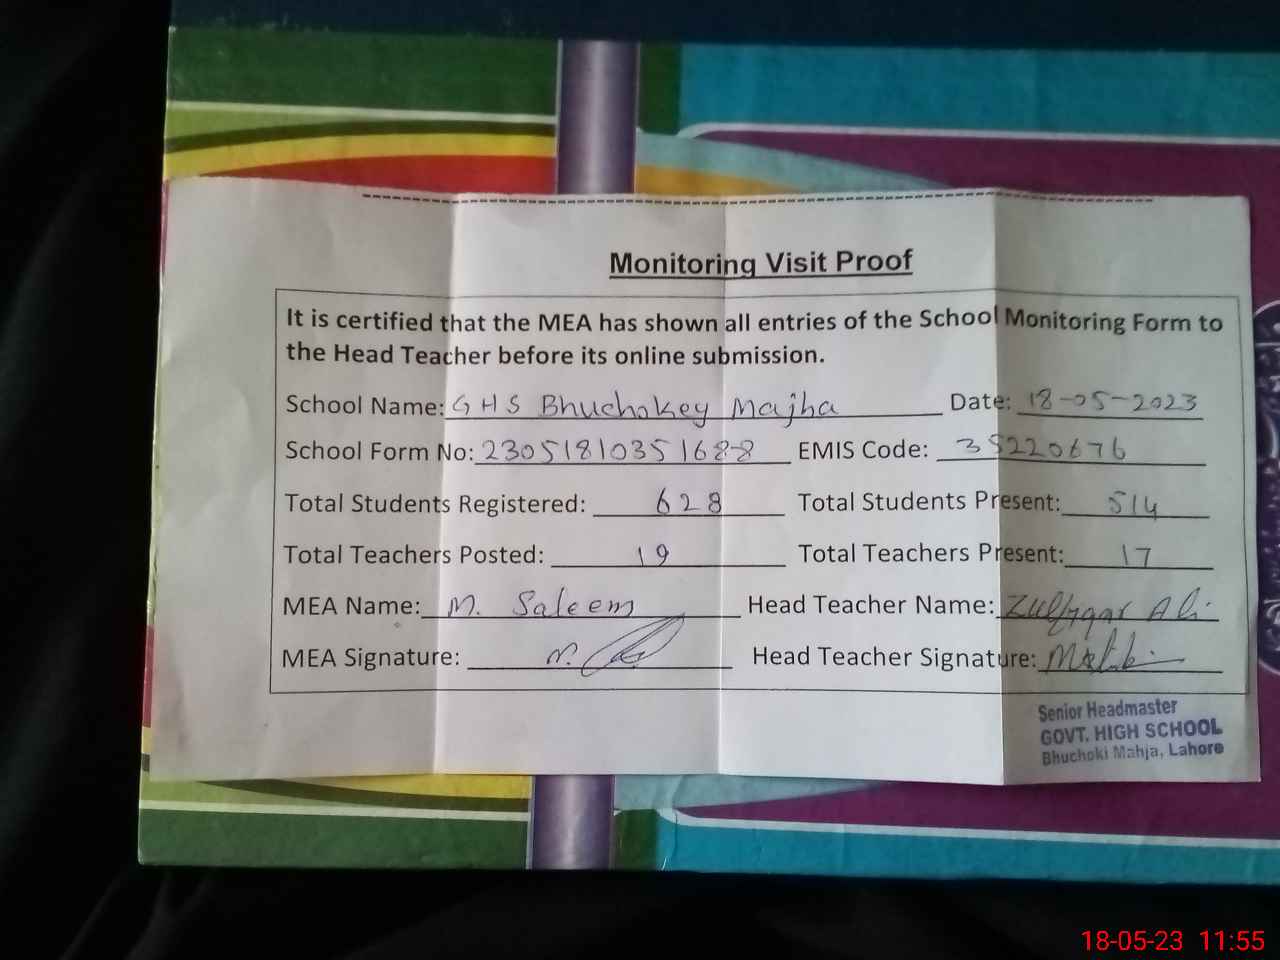 Monitoring Visit Proof
It is certified that the MEA has shown all entries of the School Monitoring Form to
the Head Teacher before its online submission.
School Name: GHS Bhuchokey Majha Date: 18-05-2023
School Form No: 23051810351688 EMIS Code: 35220676
Total Students Registered: 628 Total Students Present: 514
Total Teachers Posted: 19 Total Teachers Present: 17
MEA Name: M. Saleem Head Teacher Name: Zulfiqar Ali
MEA Signature: Head Teacher Signature:
Senior Headmaster
GOVT. HIGH SCHOOL
Bhuchoki Mahja, Lahore
18-05-23 11:55